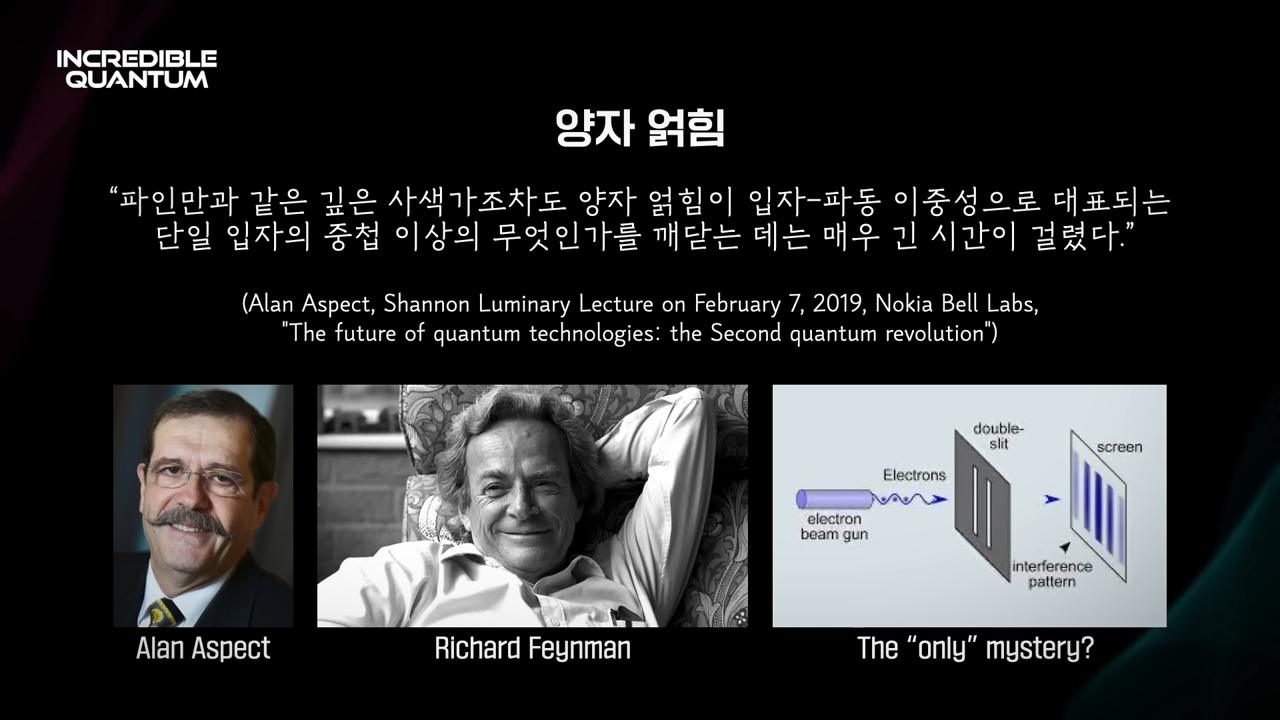 INCREDIBLE
QUANTUM
양자 얽힘
“파인만과 같은 깊은 사색가조차도 양자 얽힘이 입자-파동 이중성으로 대표되는
단일 입자의 중첩 이상의 무엇인가를 깨닫는 데는 매우 긴 시간이 걸렸다.”
(Alan Aspect, Shannon Luminary Lecture on February 7, 2019, Nokia Bell Labs,
"The future of quantum technologies: the Second quantum revolution")
double-
slit
screen
Electrons
electron
beam gun
interference
pattern
Alan Aspect
Richard Feynman
The “only” mystery?